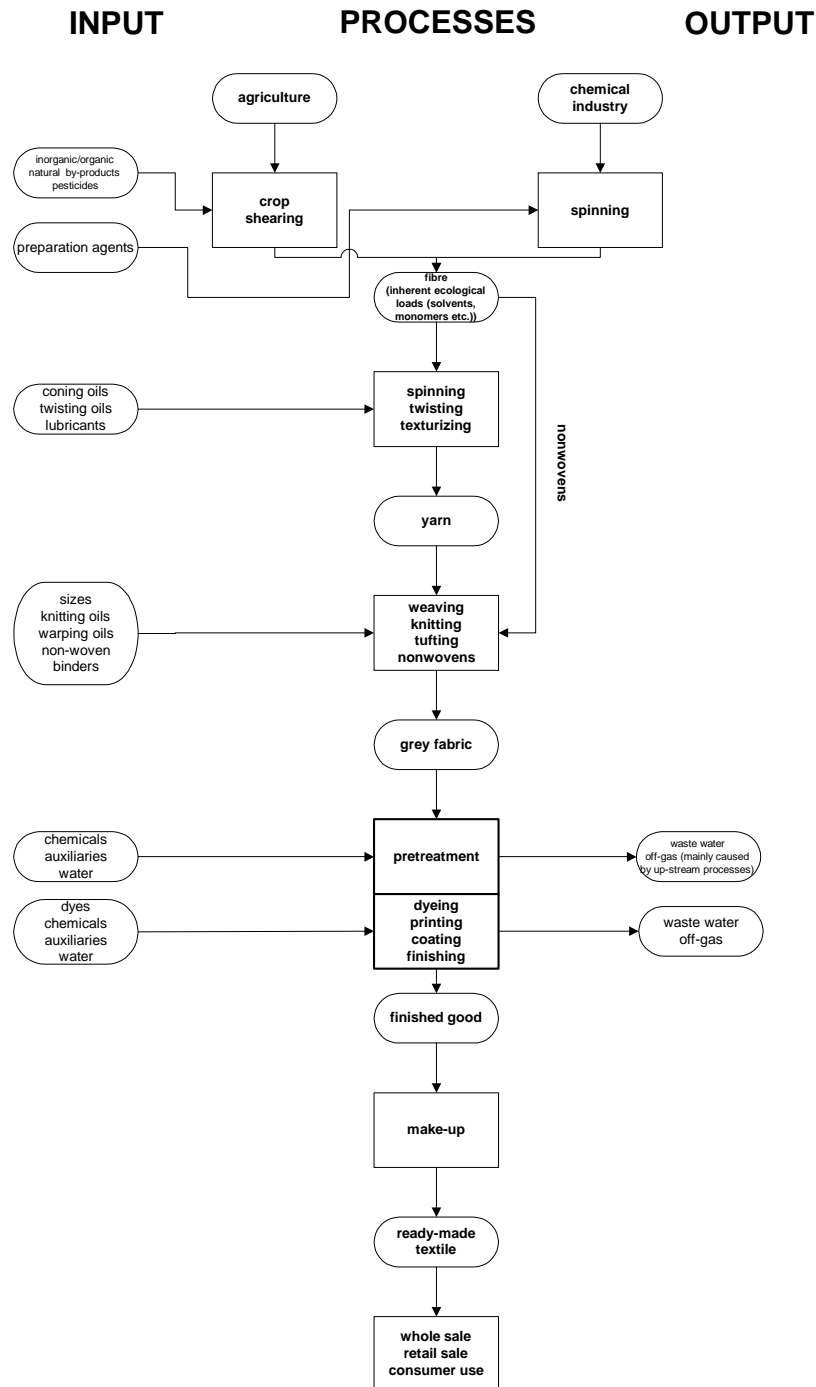 INPUT
PROCESSES
OUTPUT
agriculture
chemical
industry
inorganic/organic
natural by-products
pesticides
crop
shearing
spinning
preparation agents
fibre
(inherent ecological
loads (solvents,
monomers etc.))
coning oils
twisting oils
lubricants
spinning
twisting
texturizing
nonwovens
yarn
sizes
knitting oils
warping oils
non-woven
binders
weaving
knitting
tufting
nonwovens
grey fabric
chemicals
auxiliaries
water
pretreatment
waste water
off-gas (mainly caused
by up-stream processes)
dyes
chemicals
auxiliaries
water
dyeing
printing
coating
finishing
waste water
off-gas
finished good
make-up
ready-made
textile
whole sale
retail sale
consumer use